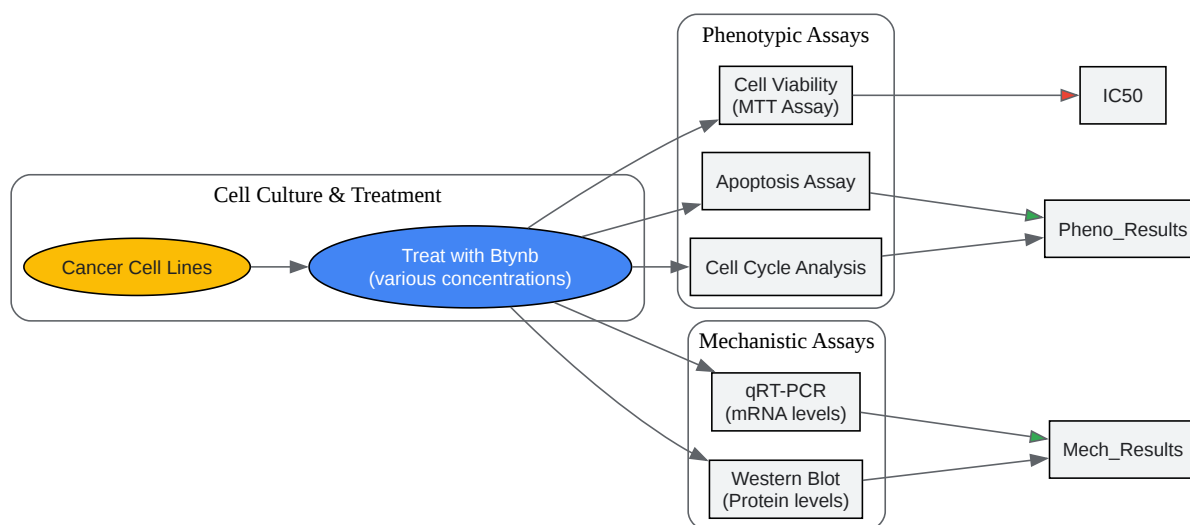 Phenotypic Assays
Cell Viability
(MTT Assay)
IC50
Apoptosis Assay
Cell Culture & Treatment
Pheno_Results
Cancer Cell Lines
Treat with Btynb
(various concentrations)
Cell Cycle Analysis
Mechanistic Assays
qRT-PCR
(mRNA levels)
Mech_Results
Western Blot
(Protein levels)